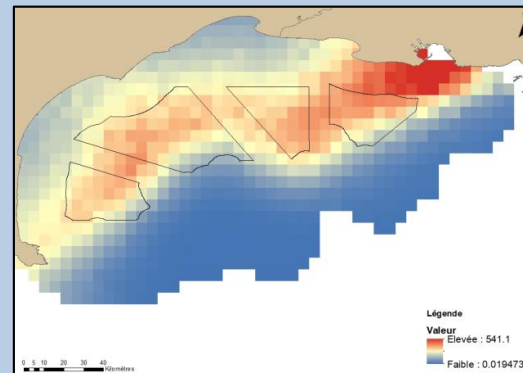 Légende
Valeur
Elevée : 541.1
Faible : 0.019473
0 5 10 20 30 40
Kilomètres